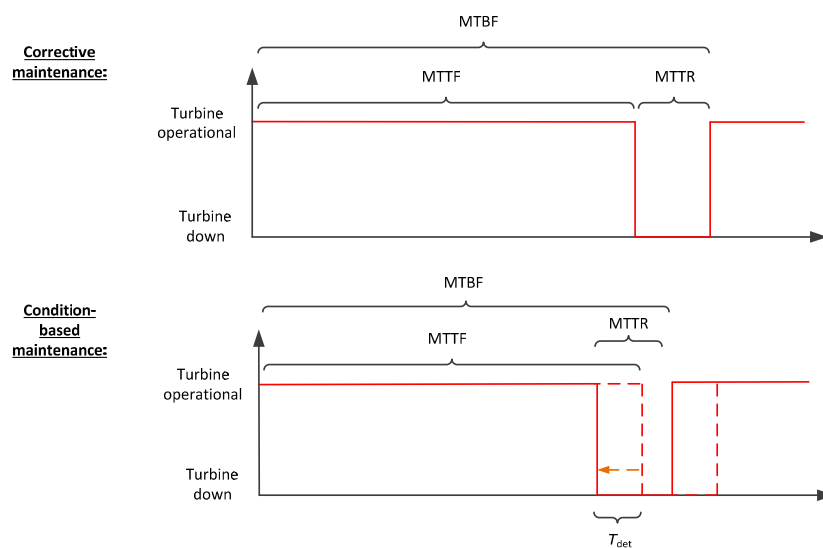 MTBF
Corrective
maintenance:
MTTF
MTTR
Turbine
operational
Turbine
down
MTBF
Condition-
based
maintenance:
MTTR
MTTF
Turbine
operational
Turbine
down
Tdet